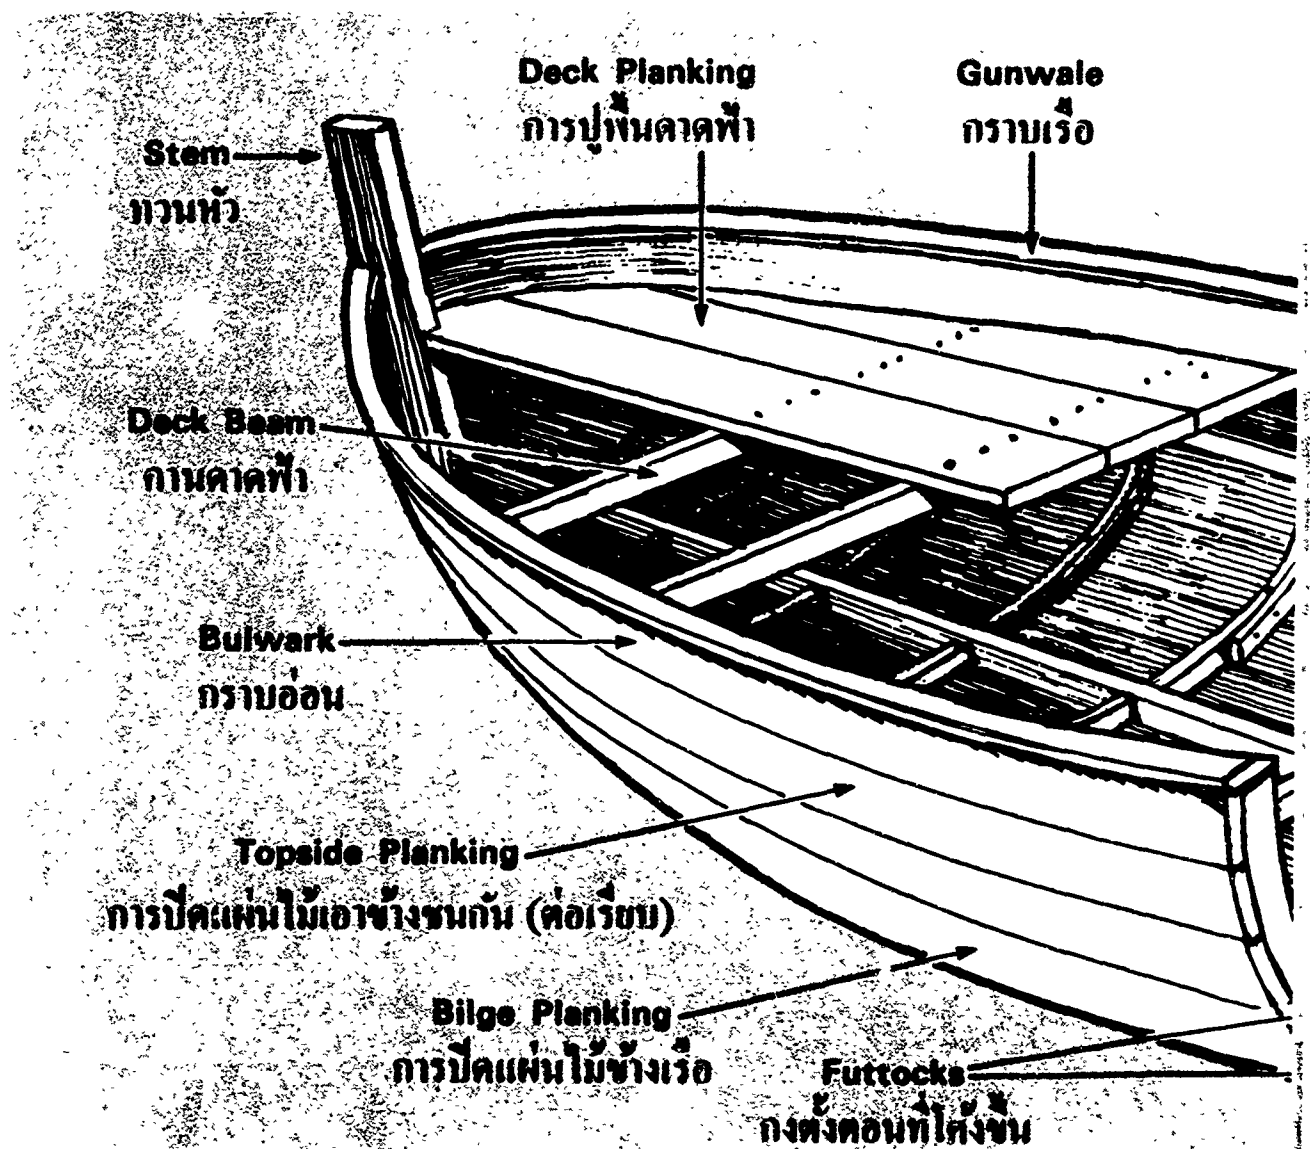 Deck Planking
การปูพื้นดาดฟ้า
Gunwale
กราบเรือ
Stem
ทวนหัว
Deck Beam
คานดาดฟ้า
Bulwark
กราบอ่อน
Topside Planking
การปิดแผ่นไม้เอาข้างชนกัน (ต่อเรียบ)
Bilge Planking
การปิดแผ่นไม้ข้างเรือ
Futtocks
กงตั้งตอนที่โค้งขึ้น